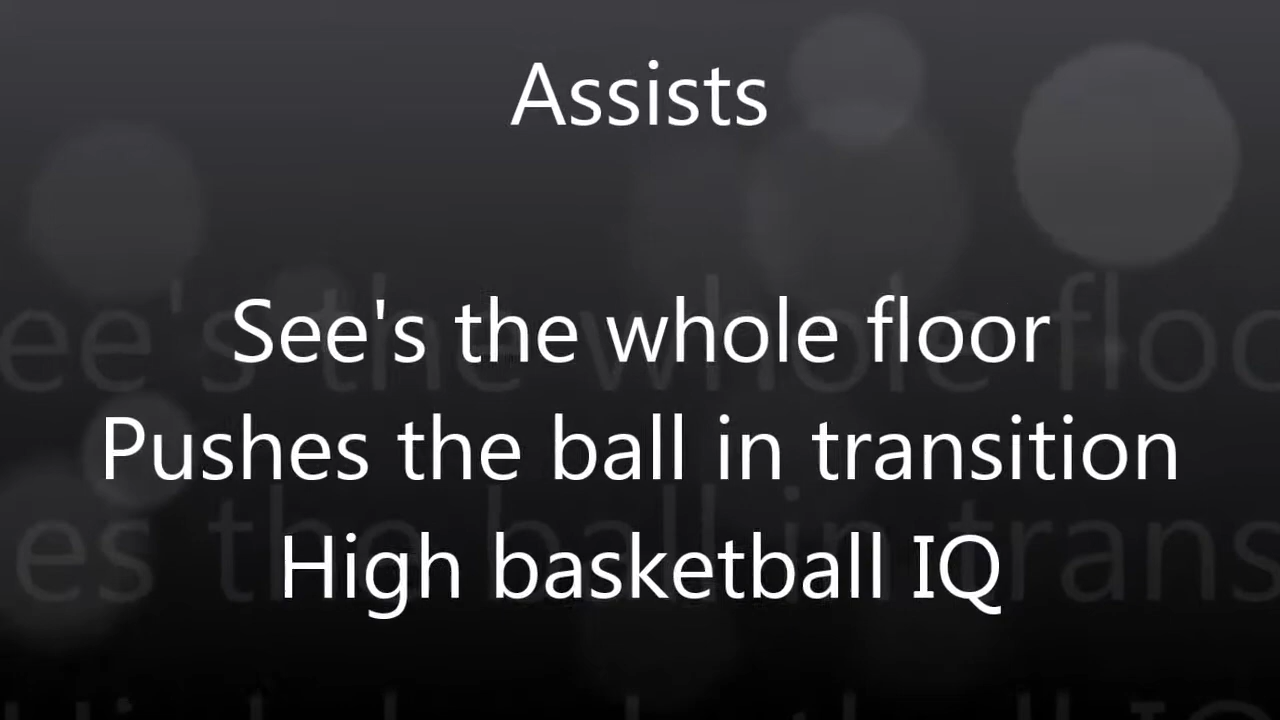 Assists
See's the whole floor
Pushes the ball in transition
High basketball IQ